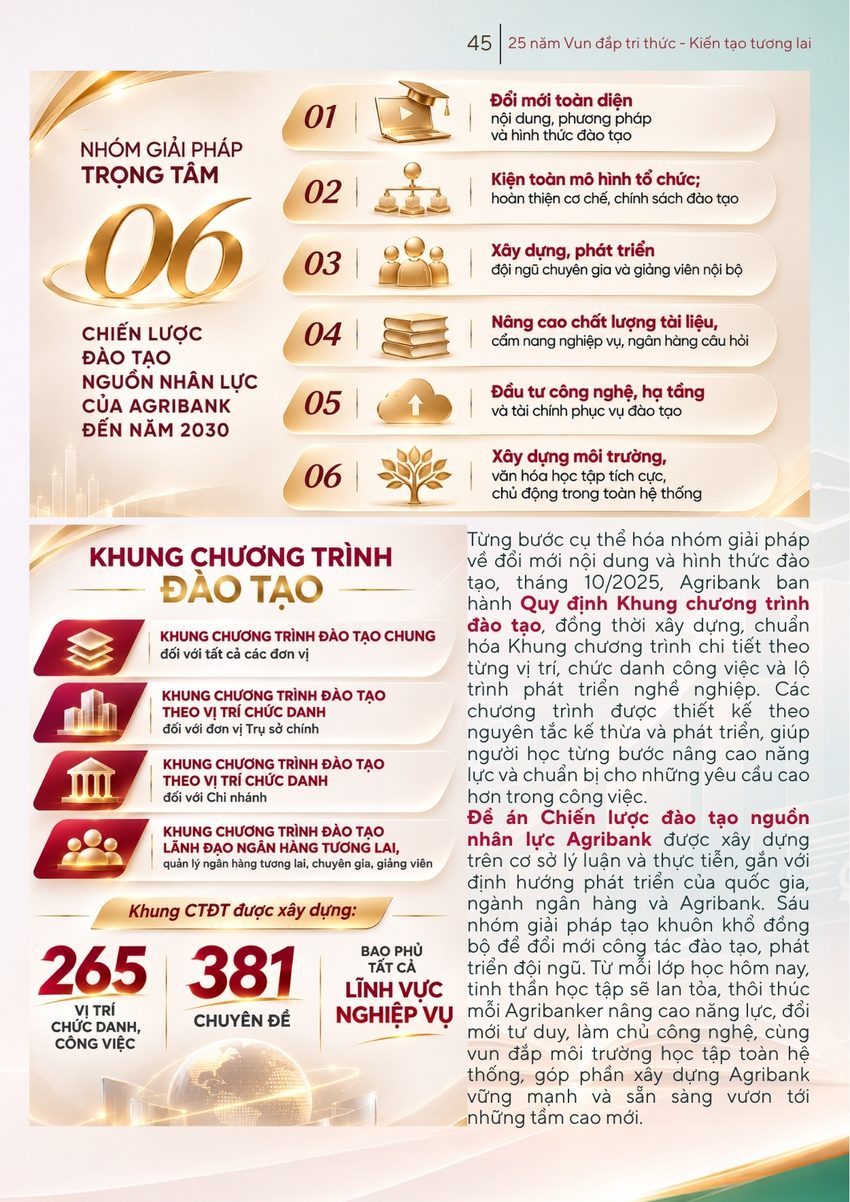 45 25 năm Vun đắp tri thức - Kiến tạo tương lai
NHÓM GIẢI PHÁP
TRỌNG TÂM
06
CHIẾN LƯỢC
ĐÀO TẠO
NGUỒN NHÂN LỰC
CỦA AGRIBANK
ĐẾN NĂM 2030
01
Đổi mới toàn diện
nội dung, phương pháp
và hình thức đào tạo
02
Kiện toàn mô hình tổ chức;
hoàn thiện cơ chế, chính sách đào tạo
03
Xây dựng, phát triển
đội ngũ chuyên gia và giảng viên nội bộ
04
Nâng cao chất lượng tài liệu,
cẩm nang nghiệp vụ, ngân hàng câu hỏi
05
Đầu tư công nghệ, hạ tầng
và tài chính phục vụ đào tạo
06
Xây dựng môi trường,
văn hóa học tập tích cực,
chủ động trong toàn hệ thống
KHUNG CHƯƠNG TRÌNH
ĐÀO TẠO
KHUNG CHƯƠNG TRÌNH ĐÀO TẠO CHUNG
đối với tất cả các đơn vị
KHUNG CHƯƠNG TRÌNH ĐÀO TẠO
THEO VỊ TRÍ CHỨC DANH
đối với đơn vị Trụ sở chính
KHUNG CHƯƠNG TRÌNH ĐÀO TẠO
THEO VỊ TRÍ CHỨC DANH
đối với Chi nhánh
KHUNG CHƯƠNG TRÌNH ĐÀO TẠO
LÃNH ĐẠO NGÂN HÀNG TƯƠNG LAI,
quản lý ngân hàng tương lai, chuyên gia, giảng viên
Khung CTĐT được xây dựng:
265
VỊ TRÍ
CHỨC DANH,
CÔNG VIỆC
381
CHUYÊN ĐỀ
BAO PHỦ
TẤT CẢ
LĨNH VỰC
NGHIỆP VỤ
Từng bước cụ thể hóa nhóm giải pháp
về đổi mới nội dung và hình thức đào
tạo, tháng 10/2025, Agribank ban
hành Quy định Khung chương trình
đào tạo, đồng thời xây dựng, chuẩn
hóa Khung chương trình chi tiết theo
từng vị trí, chức danh công việc và lộ
trình phát triển nghề nghiệp. Các
chương trình được thiết kế theo
nguyên tắc kế thừa và phát triển, giúp
người học từng bước nâng cao năng
lực và chuẩn bị cho những yêu cầu cao
hơn trong công việc.
Đề án Chiến lược đào tạo nguồn
nhân lực Agribank được xây dựng
trên cơ sở lý luận và thực tiễn, gắn với
định hướng phát triển của quốc gia,
ngành ngân hàng và Agribank. Sáu
nhóm giải pháp tạo khuôn khổ đồng
bộ để đổi mới công tác đào tạo, phát
triển đội ngũ. Từ mỗi lớp học hôm nay,
tinh thần học tập sẽ lan tỏa, thôi thúc
mỗi Agribanker nâng cao năng lực, đổi
mới tư duy, làm chủ công nghệ, cùng
vun đắp môi trường học tập toàn hệ
thống, góp phần xây dựng Agribank
vững mạnh và sẵn sàng vươn tới
những tầm cao mới.